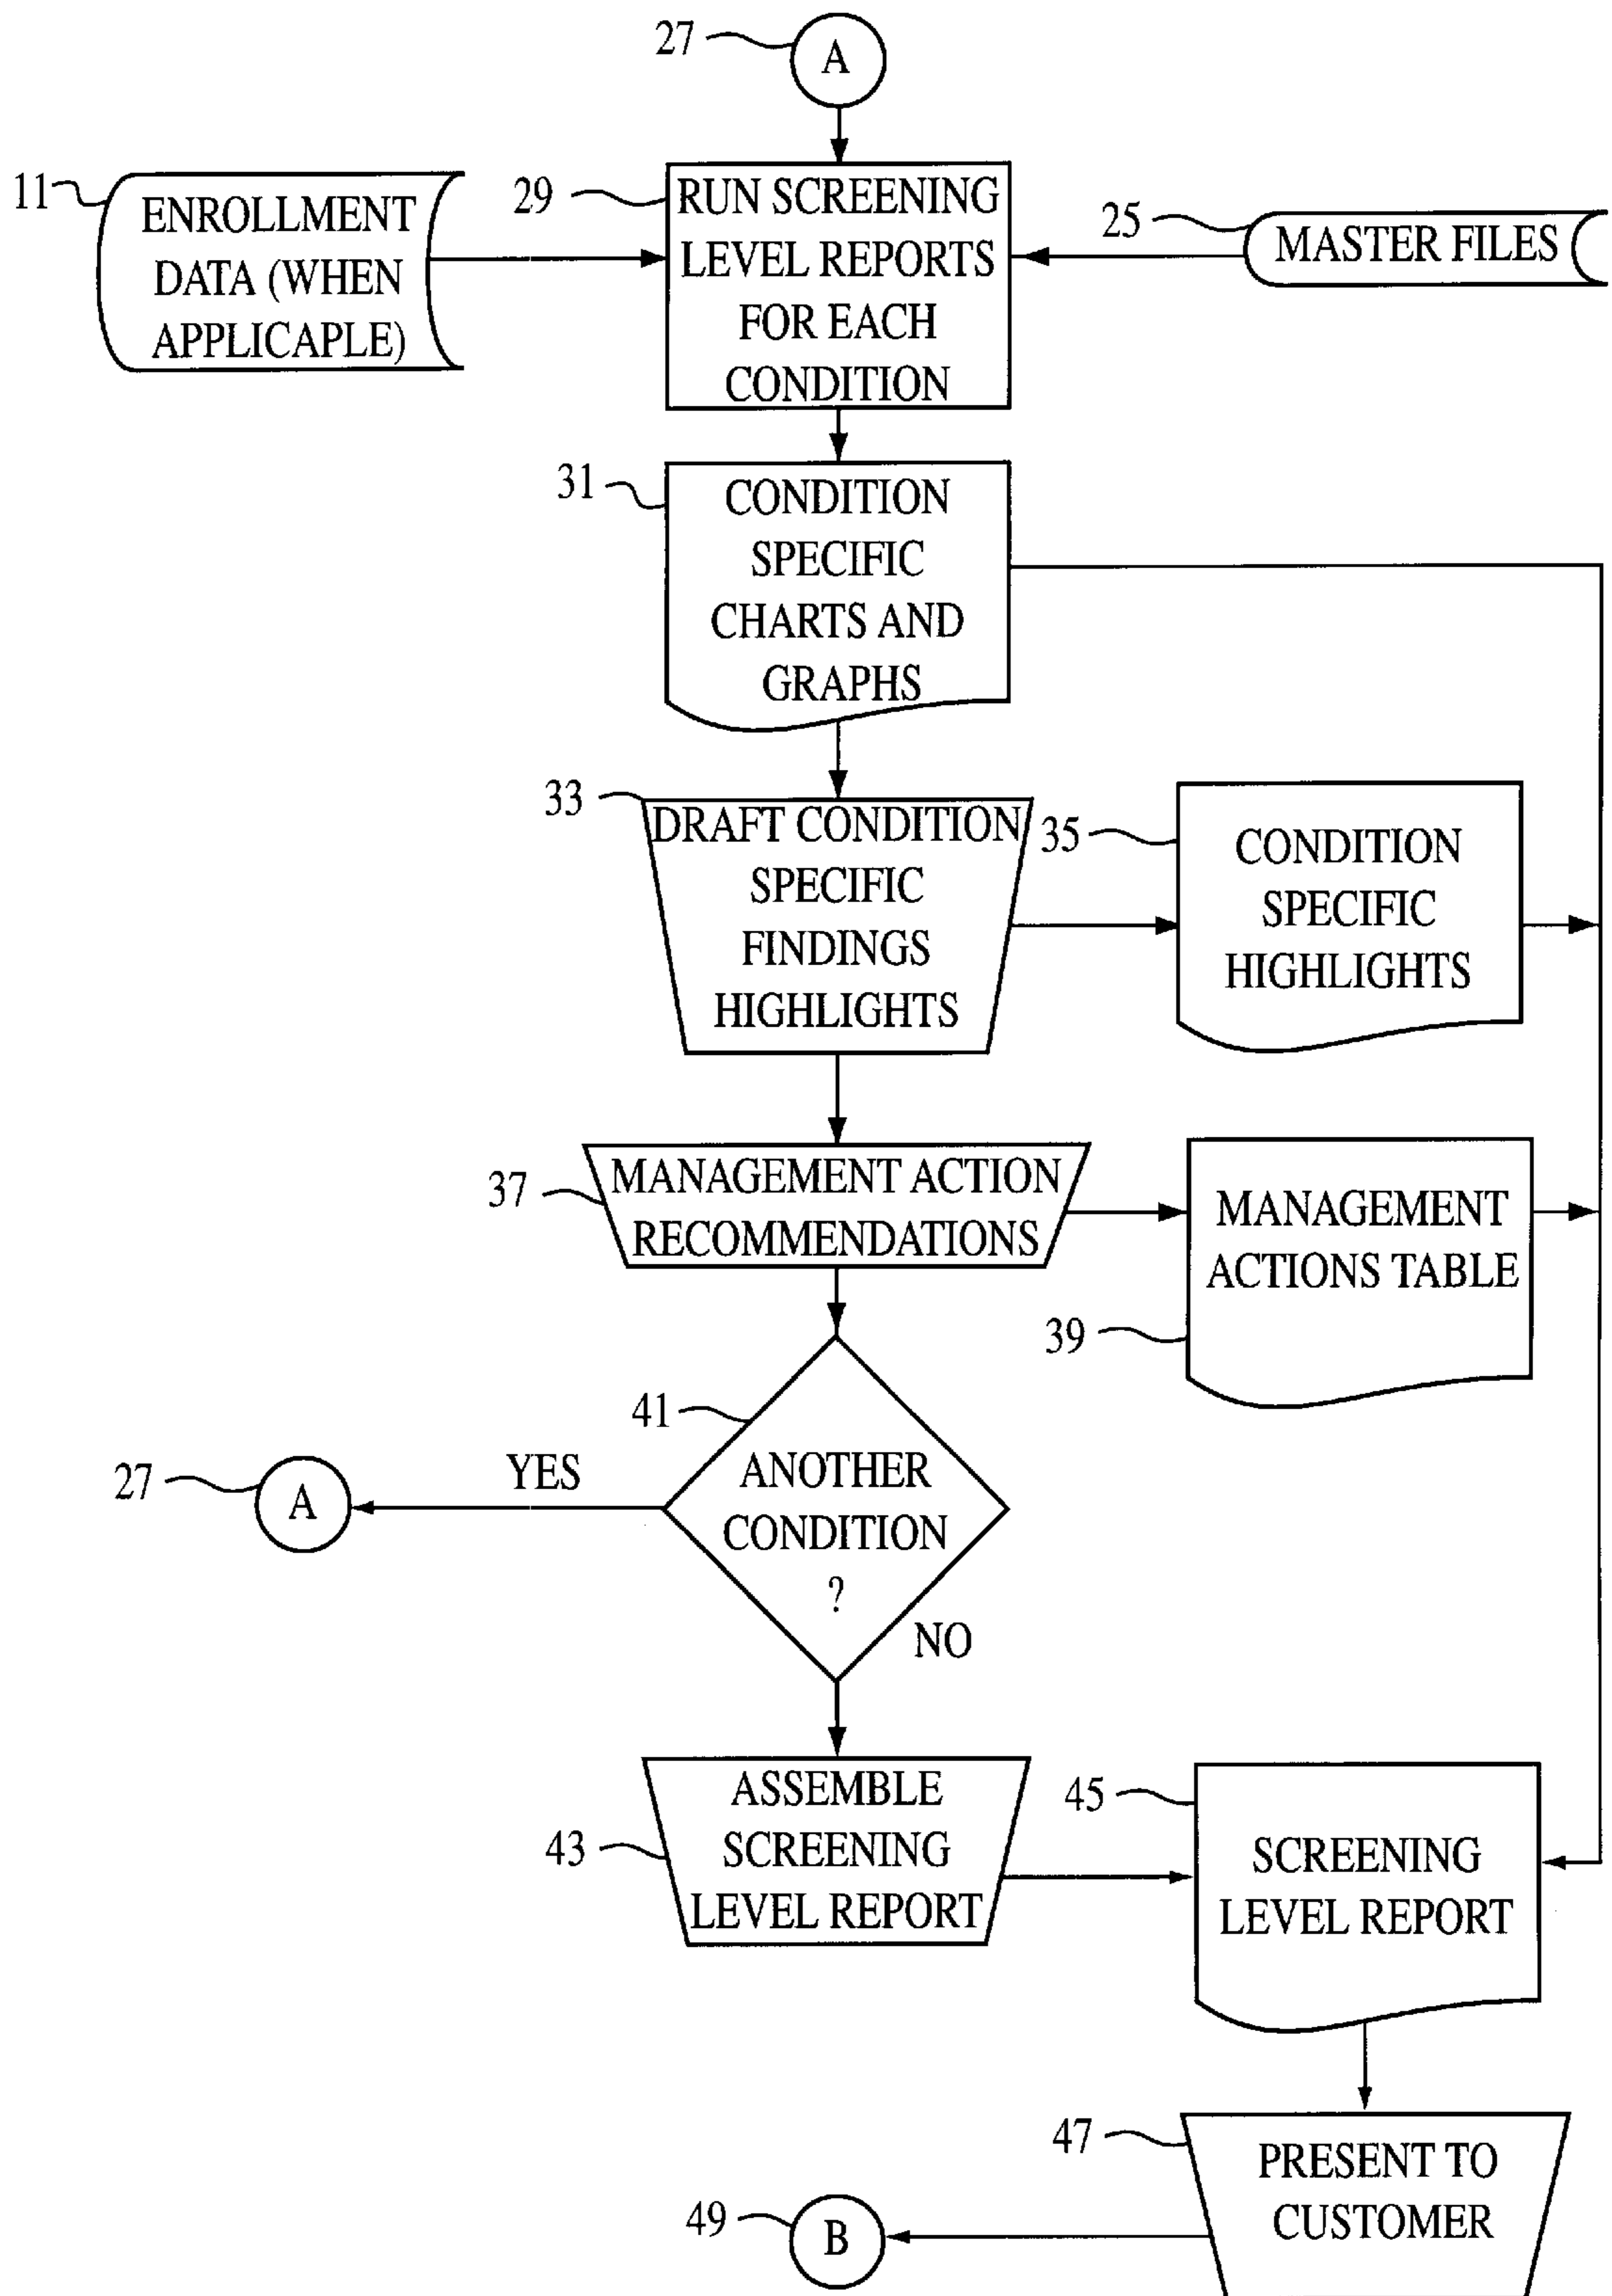 27
A
11
ENROLLMENT
DATA (WHEN
APPLICAPLE)
29
RUN SCREENING
LEVEL REPORTS
FOR EACH
CONDITION
25
MASTER FILES
31
CONDITION
SPECIFIC
CHARTS AND
GRAPHS
33
DRAFT CONDITION
SPECIFIC
FINDINGS
HIGHLIGHTS
35
CONDITION
SPECIFIC
HIGHLIGHTS
37
MANAGEMENT ACTION
RECOMMENDATIONS
MANAGEMENT
ACTIONS TABLE
39
41
ANOTHER
CONDITION
?
YES
27
A
NO
43
ASSEMBLE
SCREENING
LEVEL REPORT
45
SCREENING
LEVEL REPORT
47
PRESENT TO
CUSTOMER
49
B